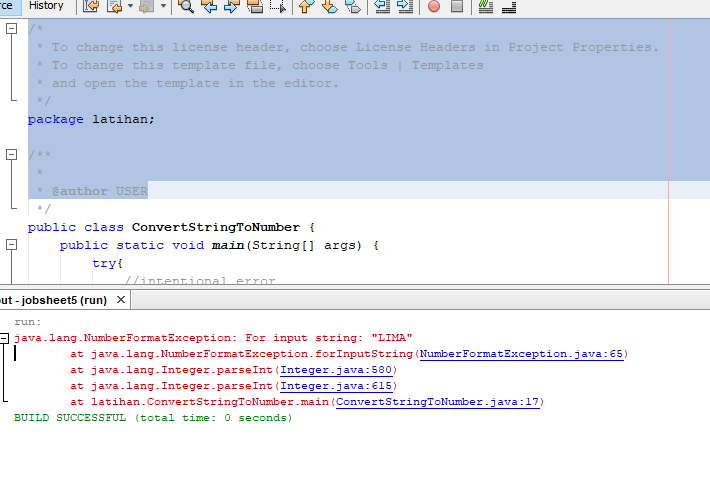 rce History
/*
* To change this license header, choose License Headers in Project Properties.
* To change this template file, choose Tools | Templates
* and open the template in the editor.
*/
package latihan;
/**
*
* @author USER
*/
public class ConvertStringToNumber {
public static void main(String[] args) {
try{
//intentional error
ut - jobsheet5 (run) ×
run:
java.lang.NumberFormatException: For input string: "LIMA"
at java.lang.NumberFormatException.forInputString(NumberFormatException.java:65)
at java.lang.Integer.parseInt(Integer.java:580)
at java.lang.Integer.parseInt(Integer.java:615)
at latihan.ConvertStringToNumber.main(ConvertStringToNumber.java:17)
BUILD SUCCESSFUL (total time: 0 seconds)